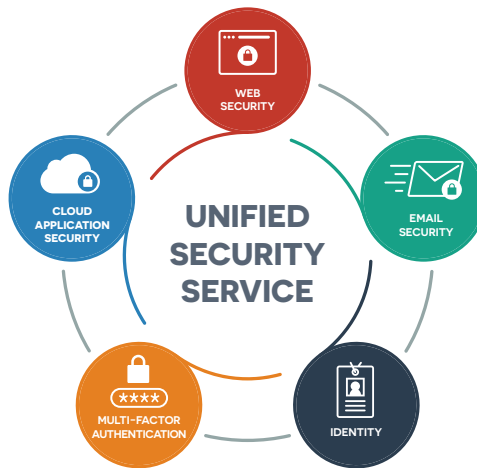 WEB
SECURITY
EMAIL
SECURITY
CLOUD
APPLICATION
SECURITY
UNIFIED
SECURITY
SERVICE
****
MULTI-FACTOR
AUTHENTICATION
IDENTITY